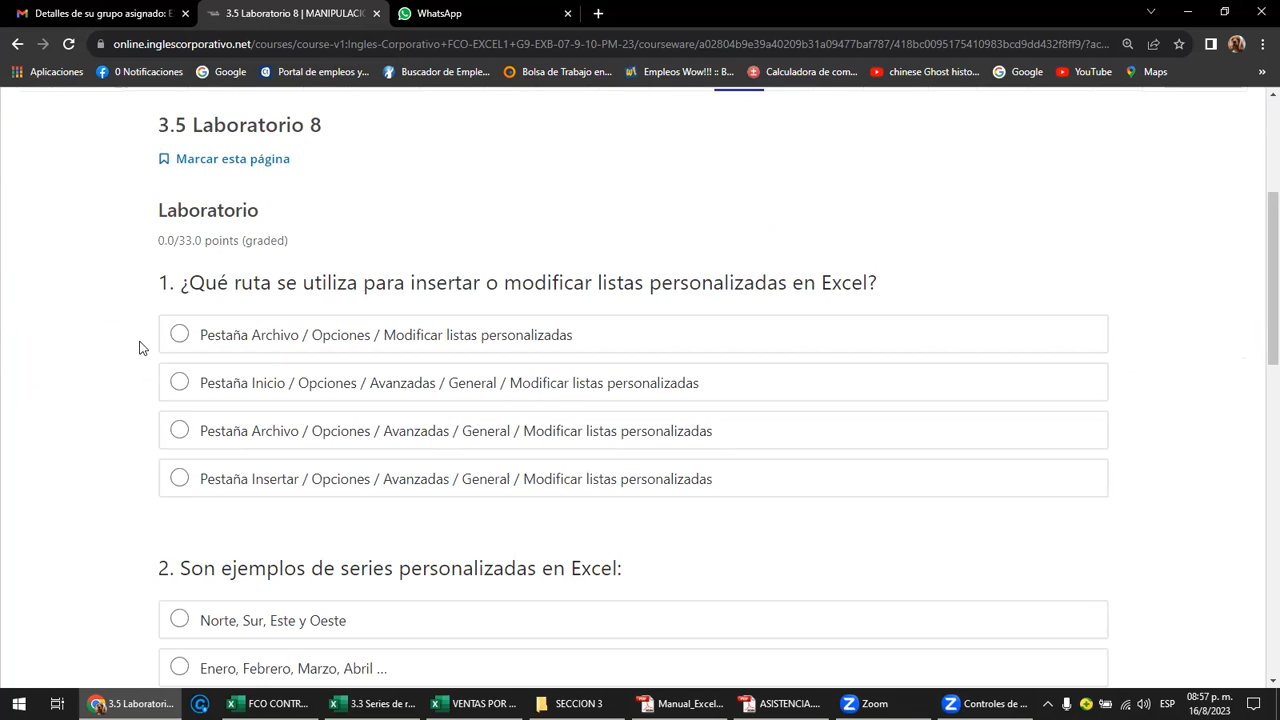 Detalles de su grupo asignado: E
3.5 Laboratorio 8 | MANIPULACI
WhatsApp
online.inglescorporativo.net/courses/course-v1:Ingles-Corporativo+FCO-EXCEL1+G9-EXB-07-9-10-PM-23/courseware/a02804b9e39a40209b31a09477baf787/418bc0095175410983bcd9dd432f8ff9/?ac...
Aplicaciones
0 Notificaciones
Google
Portal de empleos y...
Buscador de Emple...
Bolsa de Trabajo en...
Empleos Wow!!! :: B...
Calculadora de com...
chinese Ghost histo...
Google
YouTube
Maps
3.5 Laboratorio 8
Marcar esta página
Laboratorio
0.0/33.0 points (graded)
1. ¿Qué ruta se utiliza para insertar o modificar listas personalizadas en Excel?
Pestaña Archivo / Opciones / Modificar listas personalizadas
Pestaña Inicio / Opciones / Avanzadas / General / Modificar listas personalizadas
Pestaña Archivo / Opciones / Avanzadas / General / Modificar listas personalizadas
Pestaña Insertar / Opciones / Avanzadas / General / Modificar listas personalizadas
2. Son ejemplos de series personalizadas en Excel:
Norte, Sur, Este y Oeste
Enero, Febrero, Marzo, Abril ...
3.5 Laboratori...
FCO CONTR...
3.3 Series de r...
VENTAS POR ...
SECCION 3
Manual_Excel...
ASISTENCIA....
Zoom
Controles de ...
ESP
08:57 p. m.
16/8/2023